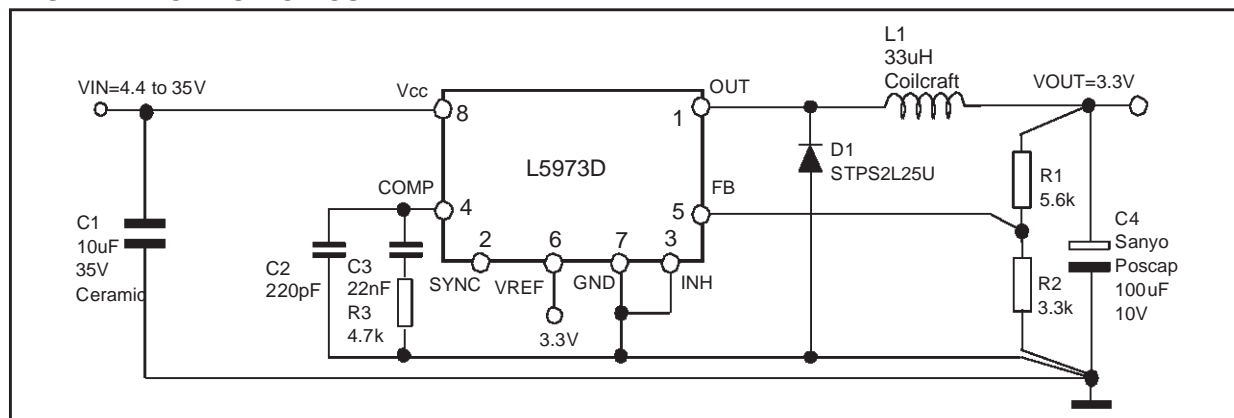 L1
33uH
Coilcraft
VIN=4.4 to 35V
Vcc
8
OUT
1
VOUT=3.3V
L5973D
D1
STPS2L25U
COMP
4
FB
5
R1
5.6k
C1
10uF
35V
Ceramic
C2
220pF
C3
22nF
R3
4.7k
2
SYNC
6
VREF
3.3V
7
GND
3
INH
R2
3.3k
C4
Sanyo
Poscap
100uF
10V